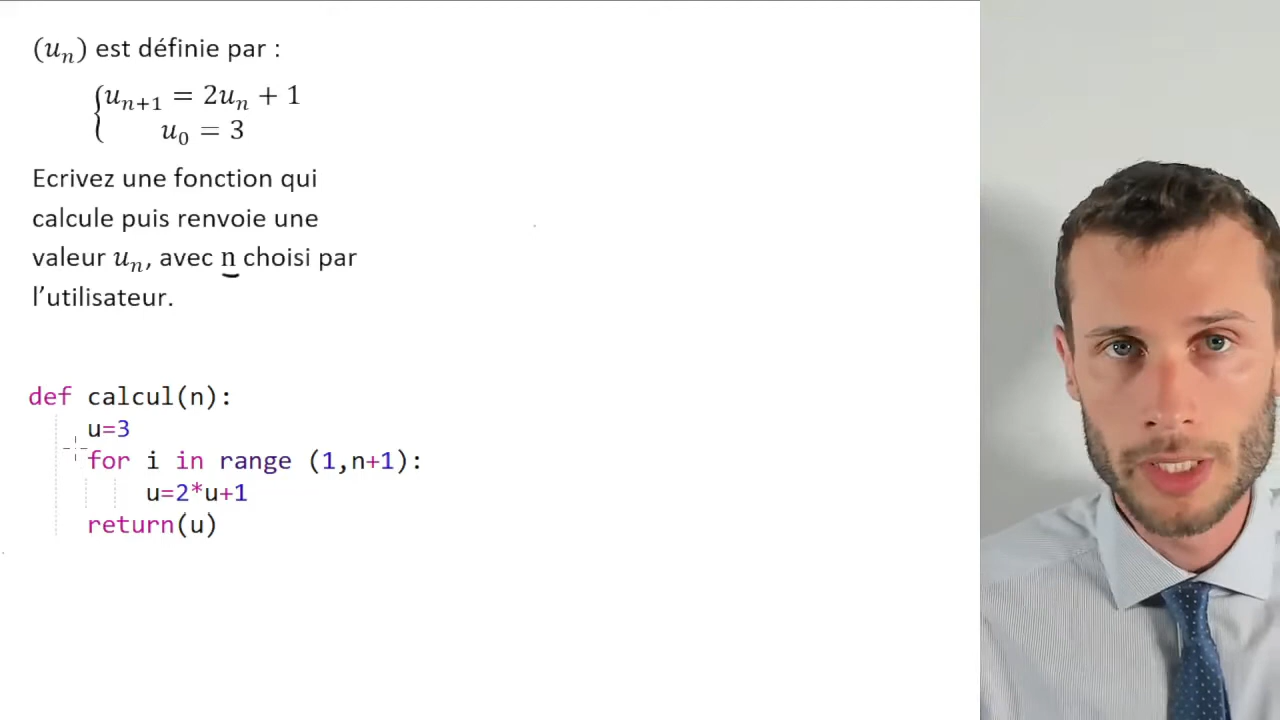 (uₙ) est définie par :
{uₙ₊₁ = 2uₙ + 1
u₀ = 3
Ecrivez une fonction qui
calcule puis renvoie une
valeur uₙ, avec n choisi par
l’utilisateur.
def calcul(n):
u=3
for i in range (1,n+1):
u=2*u+1
return(u)